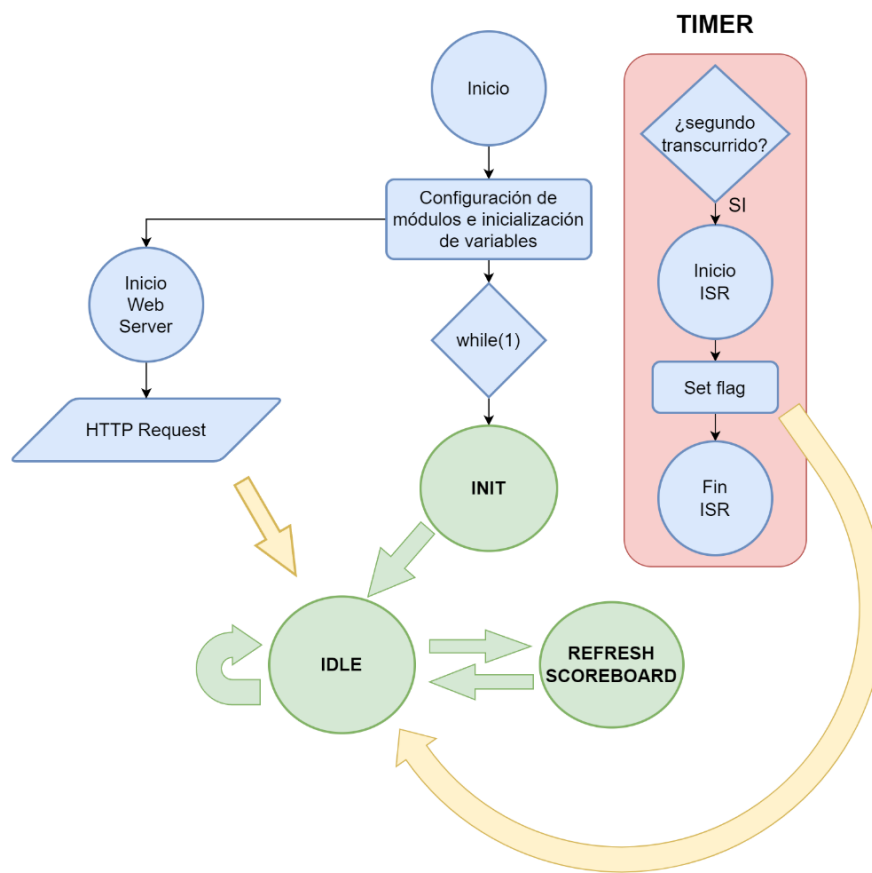 TIMER
Inicio
¿segundo
transcurrido?
SI
Configuración de
módulos e inicialización
de variables
Inicio
Web
Server
Inicio
ISR
while(1)
Set flag
HTTP Request
INIT
Fin
ISR
IDLE
REFRESH
SCOREBOARD